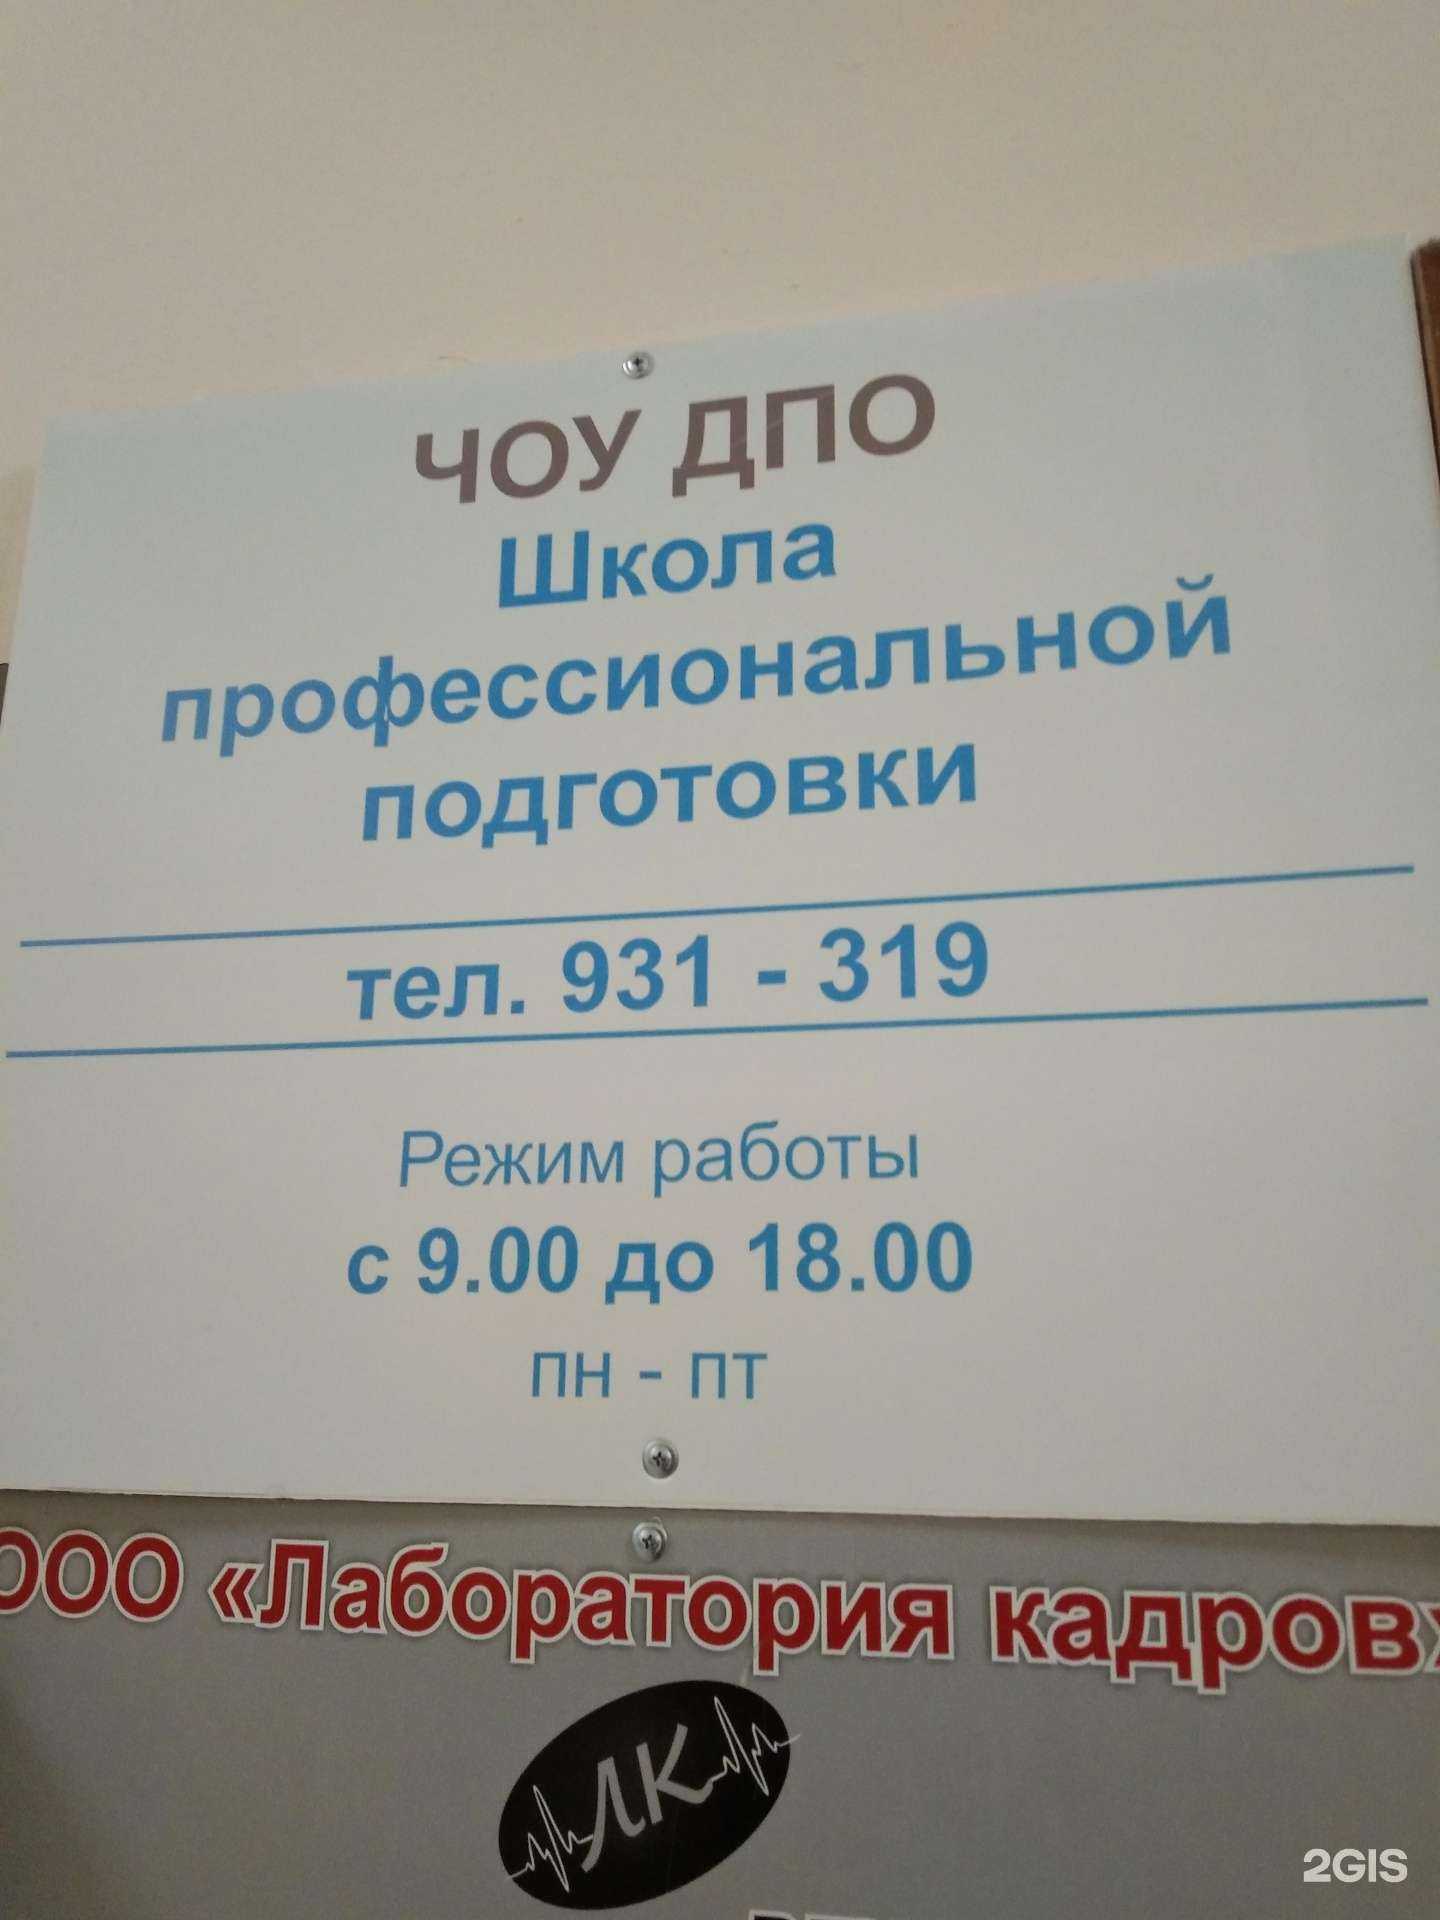 ЧОУ ДПО
Школа
профессиональной
подготовки
тел. 931 - 319
Режим работы
с 9.00 до 18.00
пн - пт
ООО «Лаборатория кадров»
ЛК
2GIS